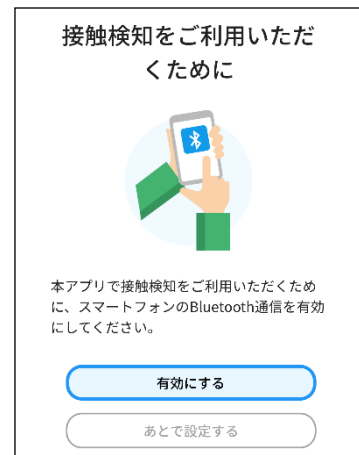 接触検知をご利用いただ
くために
本アプリで接触検知をご利用いただくため
に、スマートフォンのBluetooth通信を有効
にしてください。
有効にする
あとで設定する